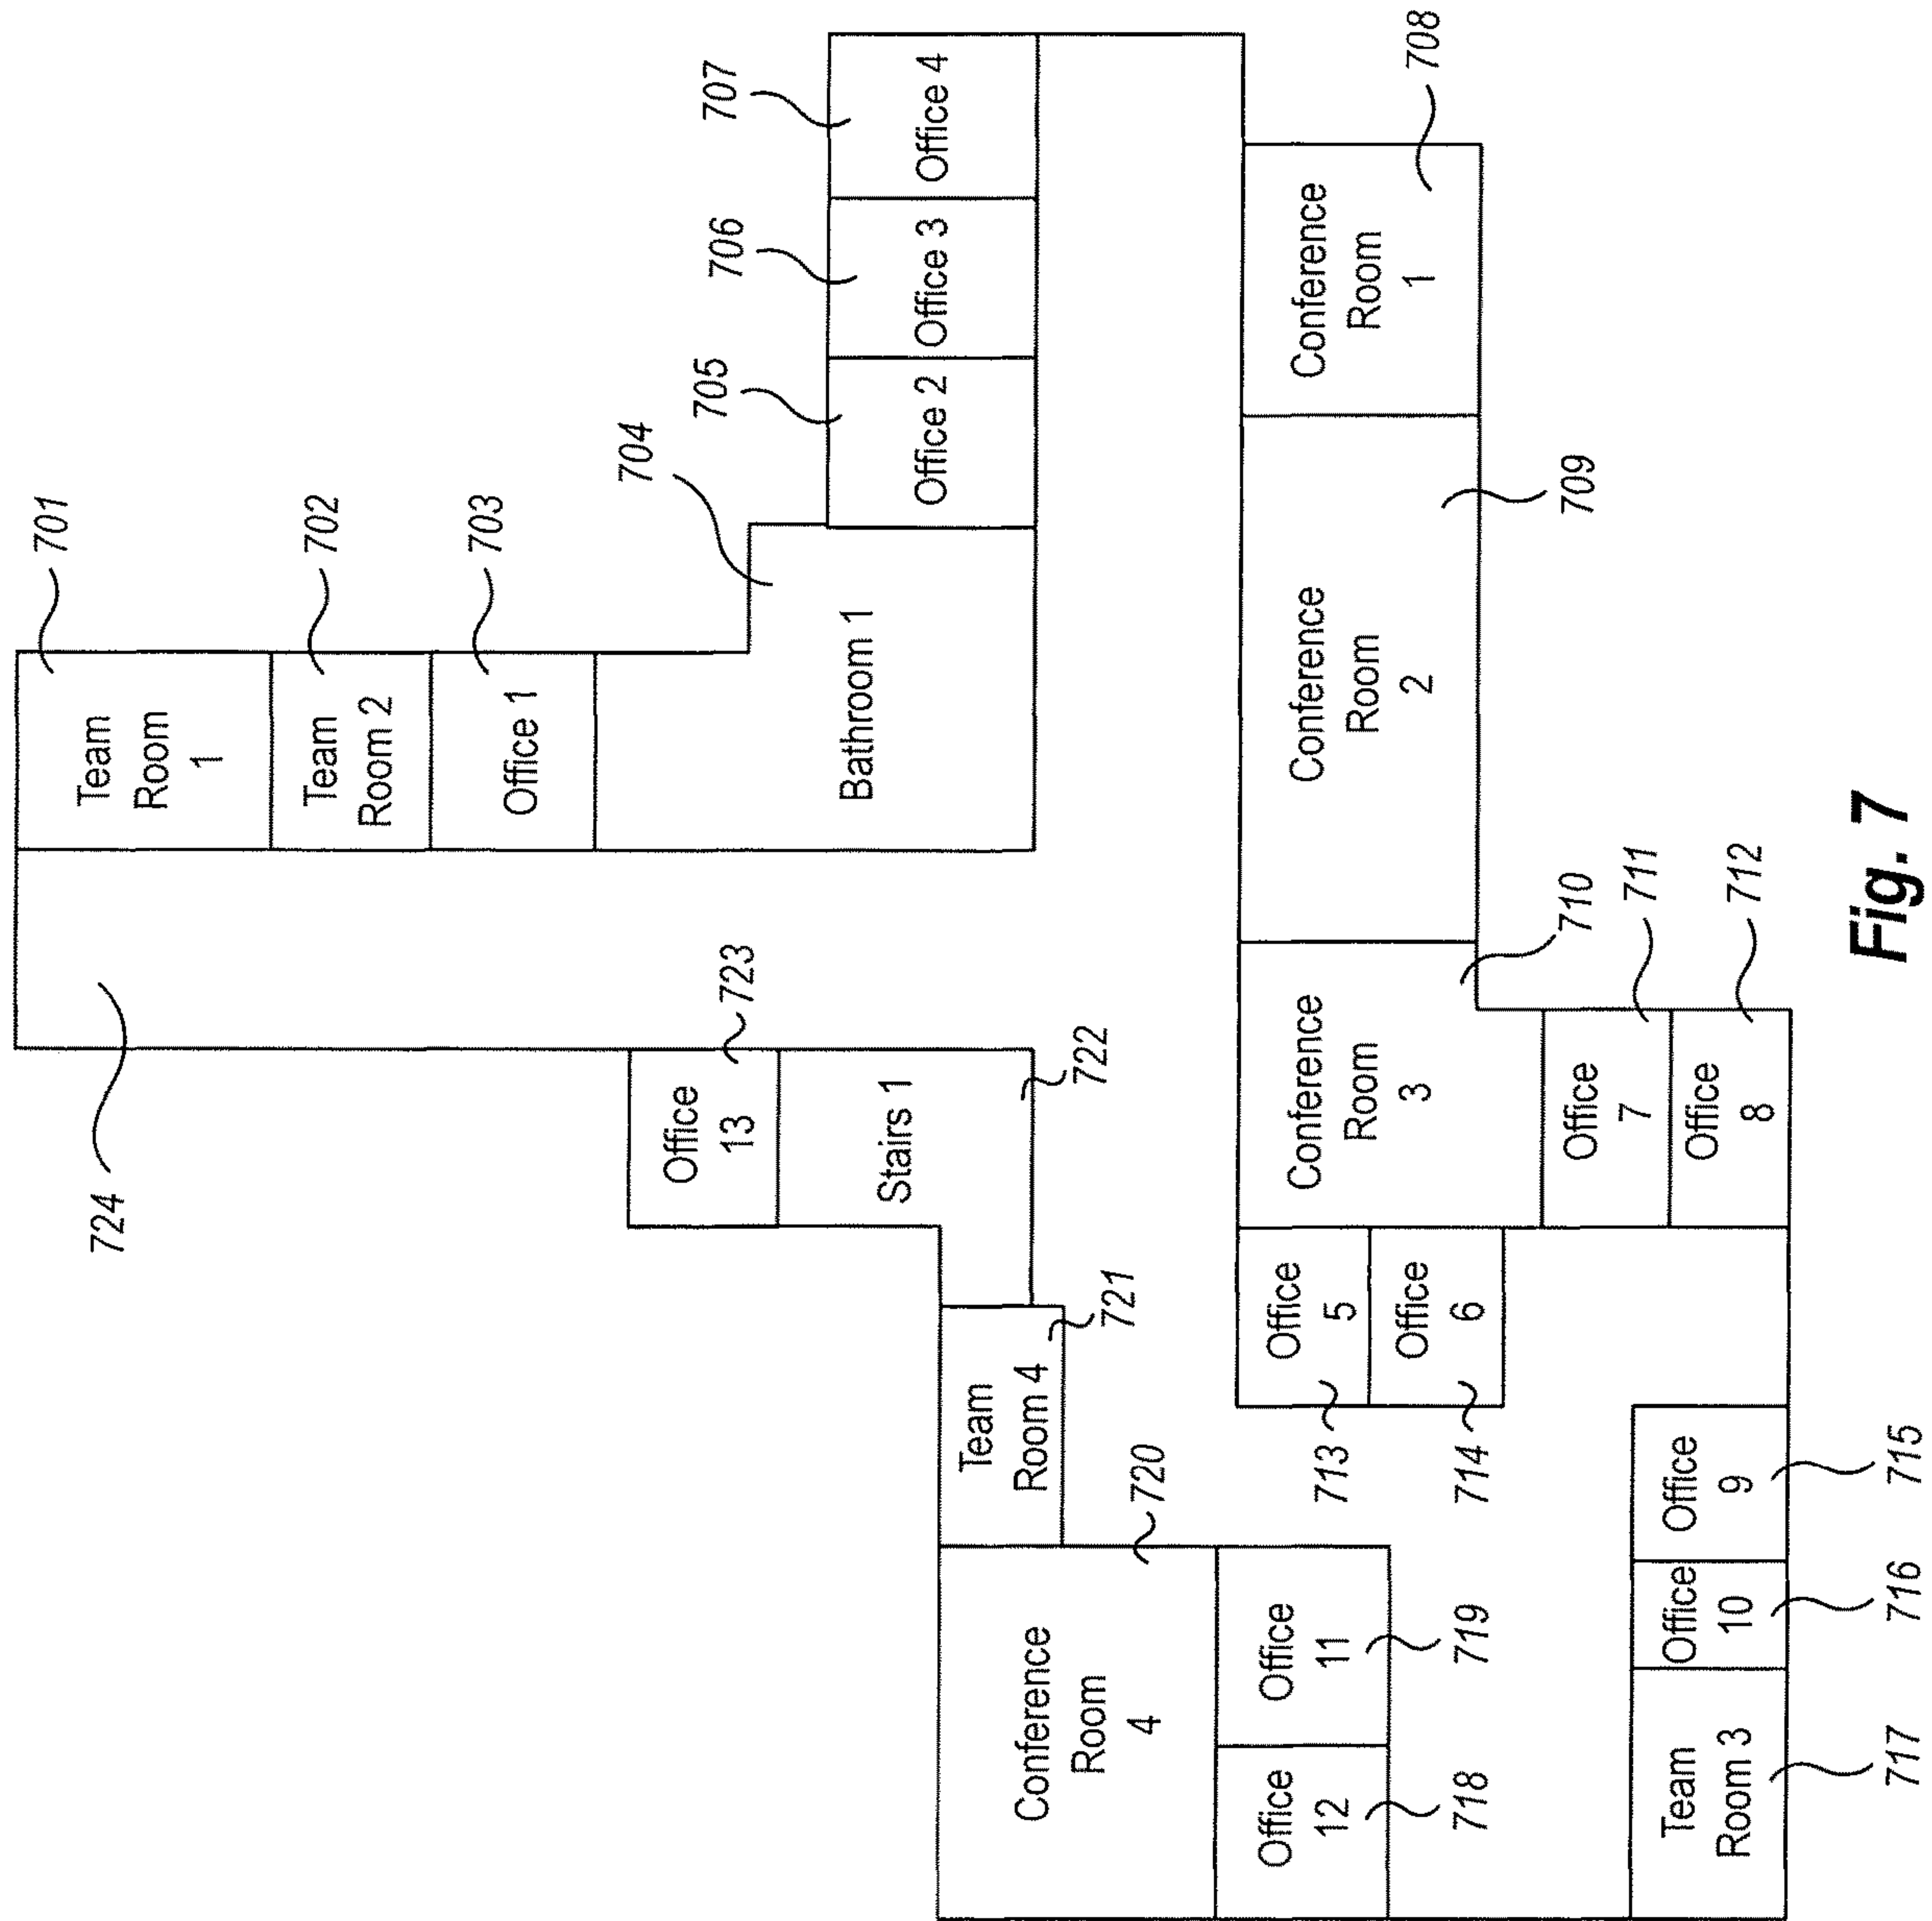 701
Team
Room
1
702
Team
Room 2
703
Office 1
704
Bathroom 1
705
Office 2
706
Office 3
707
Office 4
708
Conference
Room
1
709
Conference
Room
2
710
Conference
Room
3
711
Office
7
712
Office
8
713
Office
5
714
Office
6
715
Office
9
716
Office
10
717
Team
Room 3
718
Office
12
719
Office
11
720
Conference
Room
4
721
Team
Room 4
722
Stairs 1
723
Office
13
724
Fig. 7